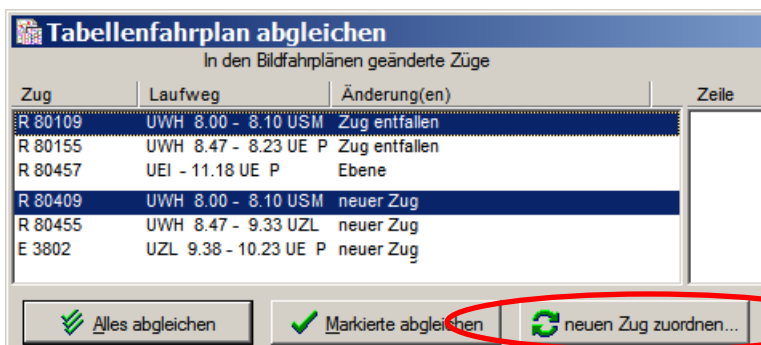 Tabellenfahrplan abgleichen
In den Bildfahrplänen geänderte Züge
Zug Laufweg Änderung(en) Zeile
R 80109 UWH 8.00 - 8.10 USM Zug entfallen
R 80155 UWH 8.47 - 8.23 UE P Zug entfallen
R 80457 UEI - 11.18 UE P Ebene
R 80409 UWH 8.00 - 8.10 USM neuer Zug
R 80455 UWH 8.47 - 9.33 UZL neuer Zug
E 3802 UZL 9.38 - 10.23 UE P neuer Zug
Alles abgleichen Markierte abgleichen neuen Zug zuordnen...